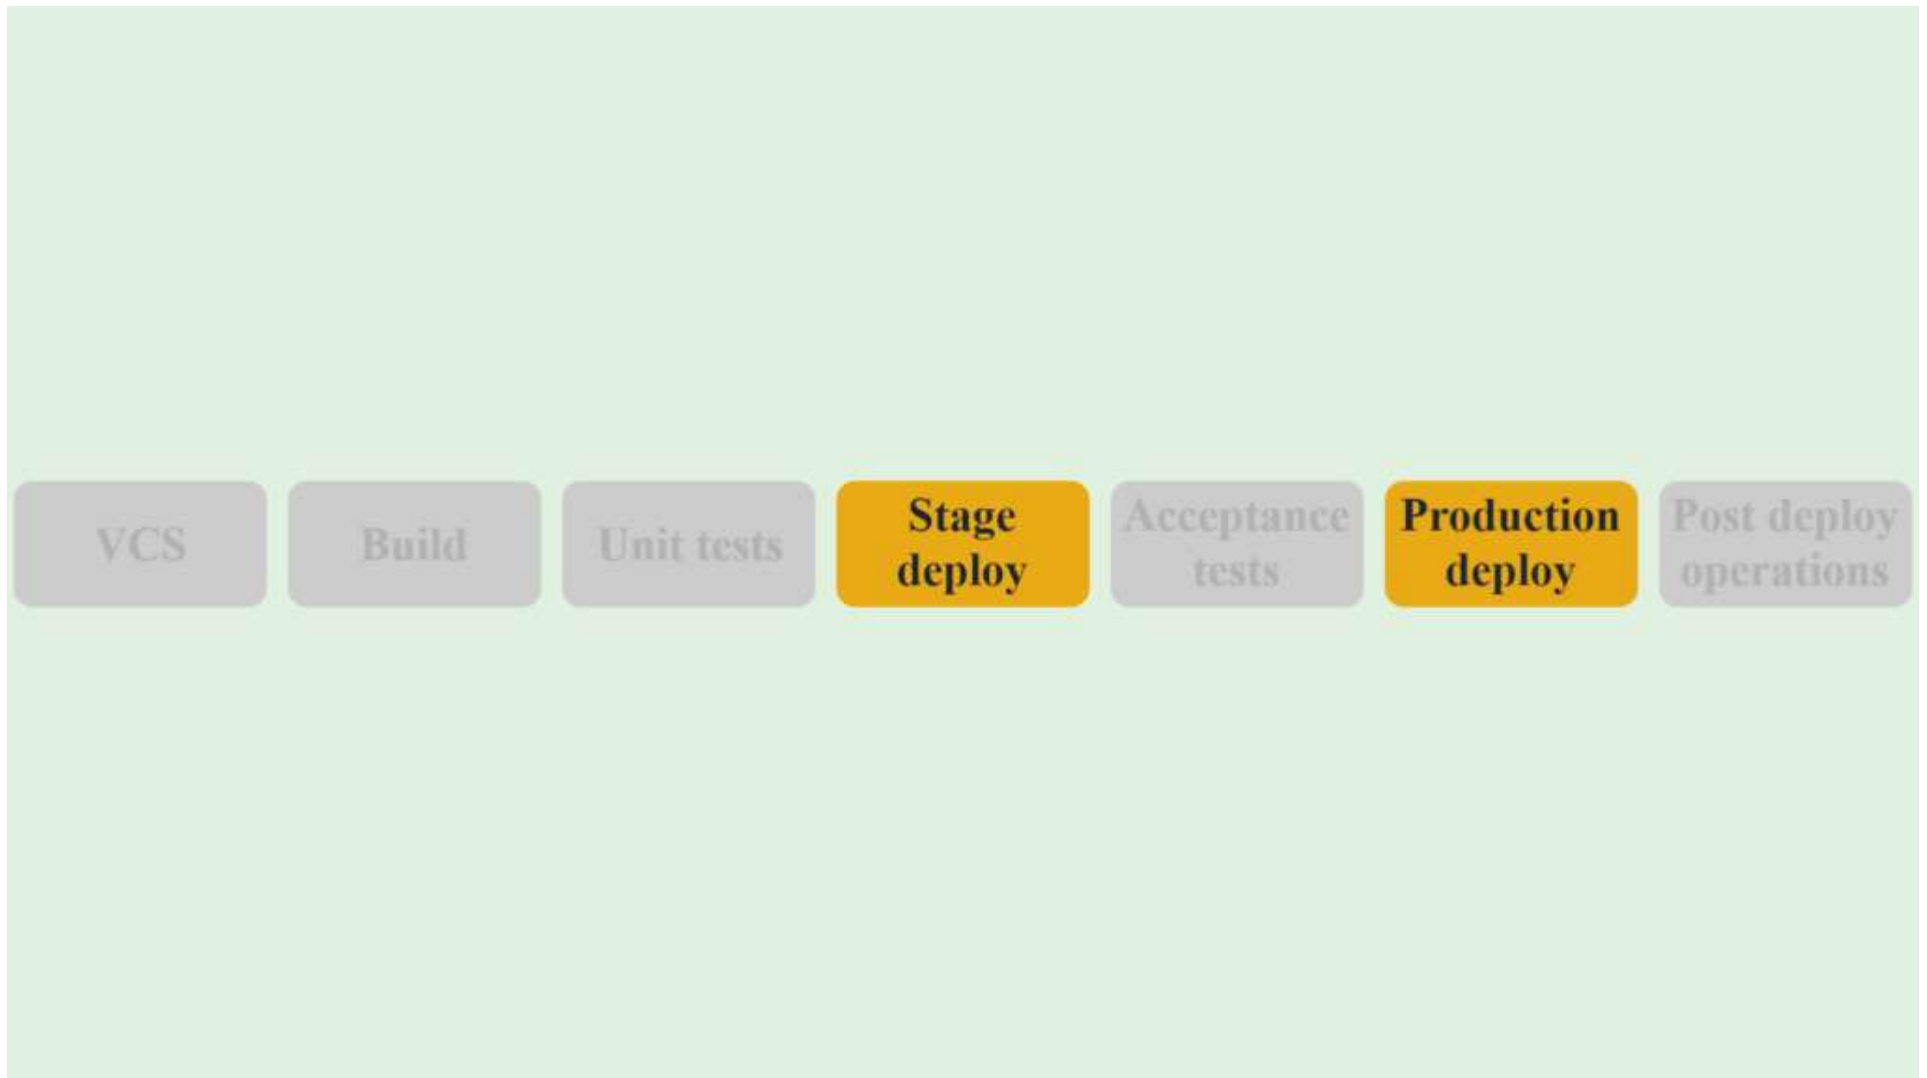 VCS
Build
Unit tests
Stage
deploy
Acceptance
tests
Production
deploy
Post deploy
operations